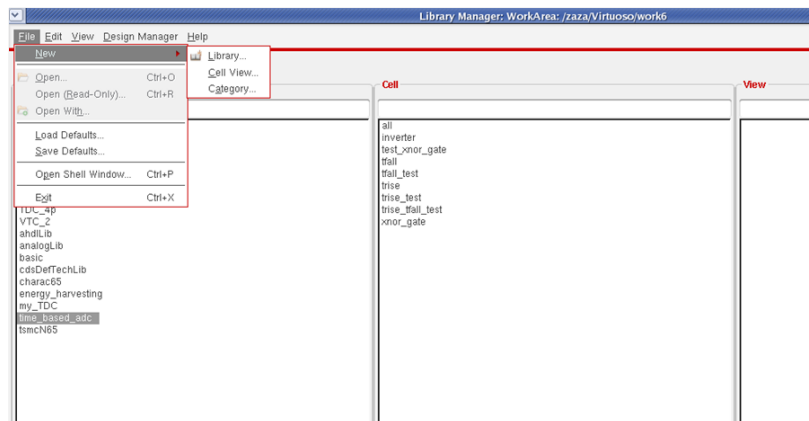 Library Manager: WorkArea: /zaza/Virtuoso/work6
File Edit View Design Manager Help
New
Library...
Cell View...
Category...
Open... Ctrl+O
Open (Read-Only)... Ctrl+R
Open With...
Load Defaults...
Save Defaults...
Open Shell Window... Ctrl+P
Exit Ctrl+X
TDC_4p
VTC_2
ahdlLib
analogLib
basic
cdsDefTechLib
charac65
energy_harvesting
my_TDC
time_based_adc
tsmcN65
Cell
all
inverter
test_xnor_gate
tfall
tfall_test
trise
trise_test
trise_tfall_test
xnor_gate
View